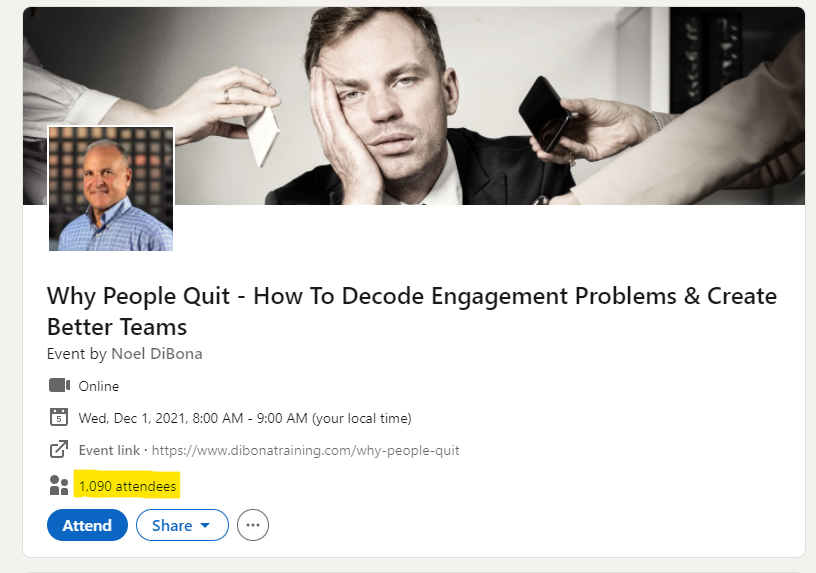 Why People Quit - How To Decode Engagement Problems & Create
Better Teams
Event by Noel DiBona
Online
5
Wed, Dec 1, 2021, 8:00 AM - 9:00 AM (your local time)
Event link · https://www.dibonatraining.com/why-people-quit
1,090 attendees
Attend Share